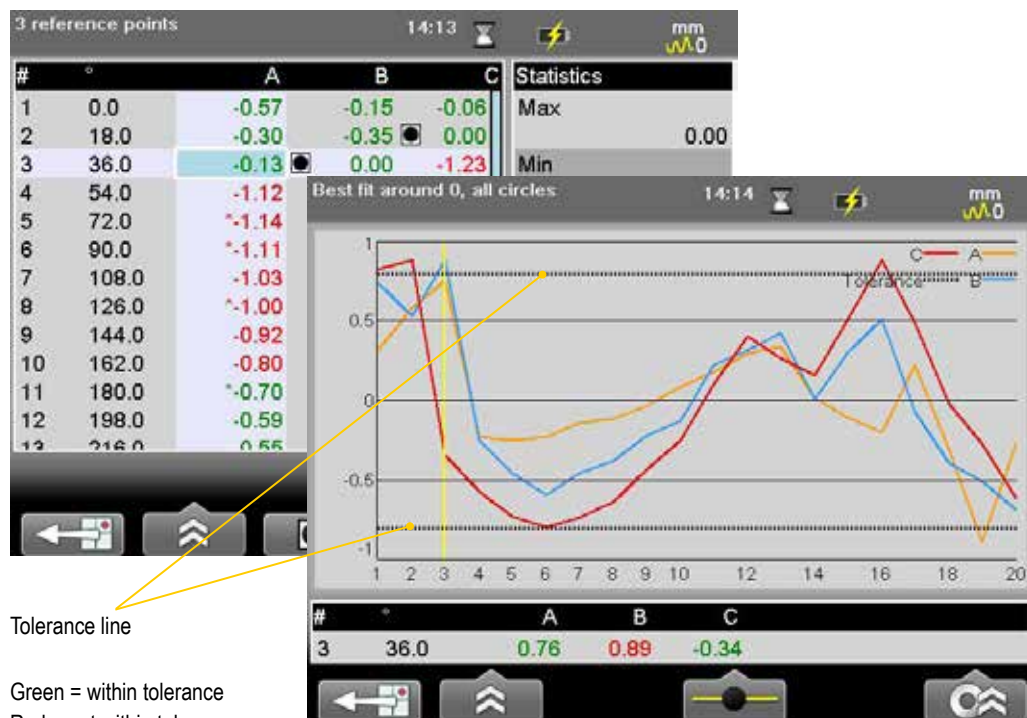 3 reference points 14:13 mm
0
# ° A B C Statistics
1 0.0 -0.57 -0.15 -0.06 Max
2 18.0 -0.30 -0.35 0.00 0.00
3 36.0 -0.13 0.00 -1.23 Min
4 54.0 -1.12
5 72.0 *-1.14
6 90.0 *-1.11
7 108.0 -1.03
8 126.0 *-1.00
9 144.0 -0.92
10 162.0 -0.80
11 180.0 *-0.70
12 198.0 -0.59
13 216.0 0.55
Best fit around 0, all circles 14:14 mm
0
1
C A
Tolerance B
0.5
0
-0.5
-1
1 2 3 4 5 6 7 8 9 10 12 14 16 18 20
# ° A B C
3 36.0 0.76 0.89 -0.34
Tolerance line
Green = within tolerance